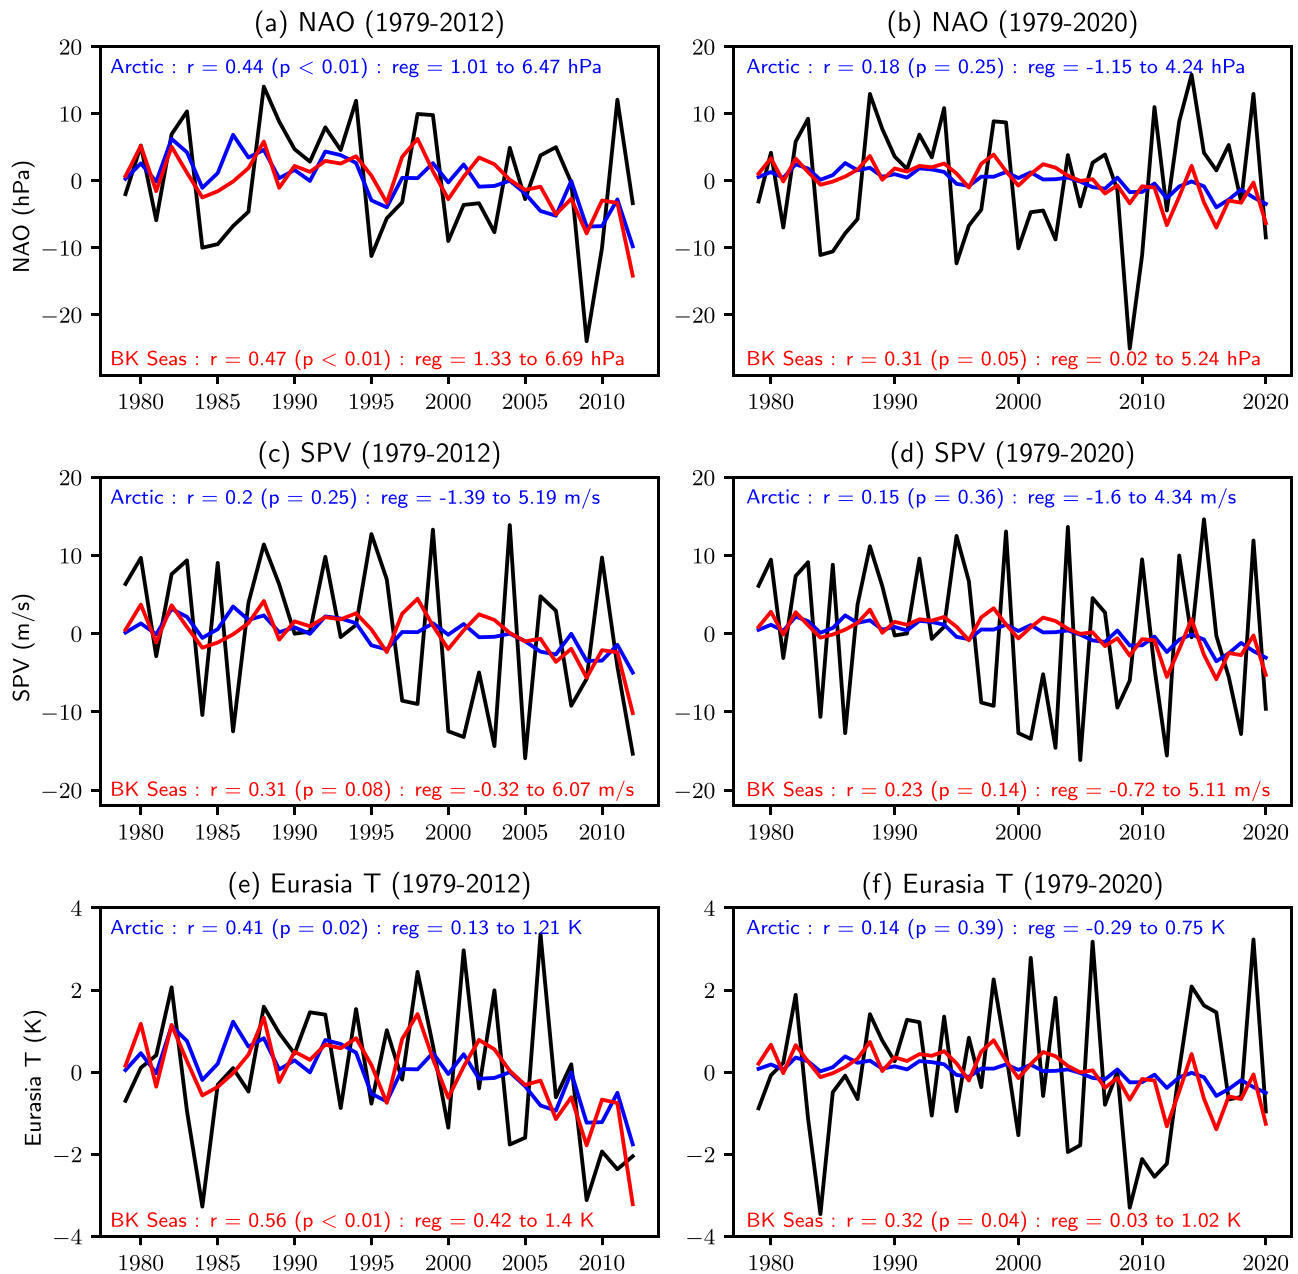 (a) NAO (1979-2012)
(b) NAO (1979-2020)
20
10
0
−10
−20
NAO (hPa)
Arctic : r = 0.44 (p < 0.01) : reg = 1.01 to 6.47 hPa
BK Seas : r = 0.47 (p < 0.01) : reg = 1.33 to 6.69 hPa
1980 1985 1990 1995 2000 2005 2010
20
10
0
−10
−20
Arctic : r = 0.18 (p = 0.25) : reg = -1.15 to 4.24 hPa
BK Seas : r = 0.31 (p = 0.05) : reg = 0.02 to 5.24 hPa
1980 1990 2000 2010 2020
(c) SPV (1979-2012)
(d) SPV (1979-2020)
20
10
0
−10
−20
SPV (m/s)
Arctic : r = 0.2 (p = 0.25) : reg = -1.39 to 5.19 m/s
BK Seas : r = 0.31 (p = 0.08) : reg = -0.32 to 6.07 m/s
1980 1985 1990 1995 2000 2005 2010
20
10
0
−10
−20
Arctic : r = 0.15 (p = 0.36) : reg = -1.6 to 4.34 m/s
BK Seas : r = 0.23 (p = 0.14) : reg = -0.72 to 5.11 m/s
1980 1990 2000 2010 2020
(e) Eurasia T (1979-2012)
(f) Eurasia T (1979-2020)
4
2
0
−2
−4
Eurasia T (K)
Arctic : r = 0.41 (p = 0.02) : reg = 0.13 to 1.21 K
BK Seas : r = 0.56 (p < 0.01) : reg = 0.42 to 1.4 K
1980 1985 1990 1995 2000 2005 2010
4
2
0
−2
−4
Arctic : r = 0.14 (p = 0.39) : reg = -0.29 to 0.75 K
BK Seas : r = 0.32 (p = 0.04) : reg = 0.03 to 1.02 K
1980 1990 2000 2010 2020